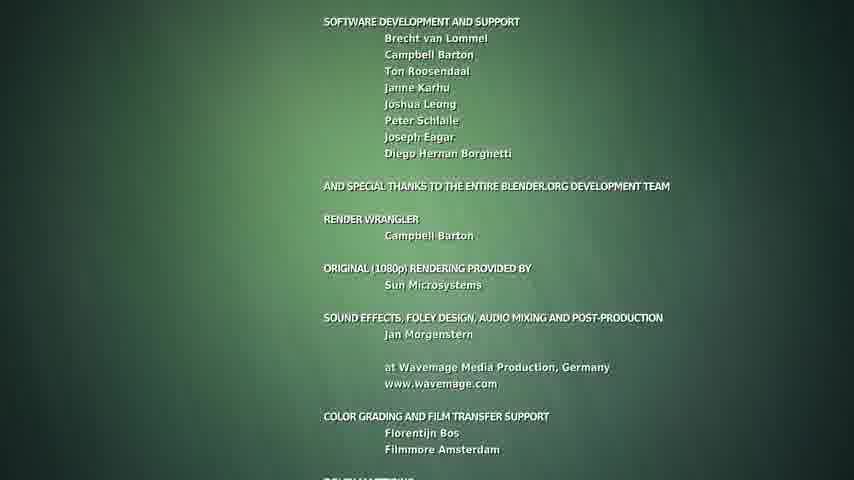 SOFTWARE DEVELOPMENT AND SUPPORT
Brecht van Lommel
Campbell Barton
Ton Roosendaal
Janne Karhu
Joshua Leung
Peter Schlaile
Joseph Eagar
Diego Hernan Borghetti
AND SPECIAL THANKS TO THE ENTIRE BLENDER.ORG DEVELOPMENT TEAM
RENDER WRANGLER
Campbell Barton
ORIGINAL (1080p) RENDERING PROVIDED BY
Sun Microsystems
SOUND EFFECTS, FOLEY DESIGN, AUDIO MIXING AND POST-PRODUCTION
Jan Morgenstern
at Wavemage Media Production, Germany
www.wavemage.com
COLOR GRADING AND FILM TRANSFER SUPPORT
Florentijn Bos
Filmmore Amsterdam